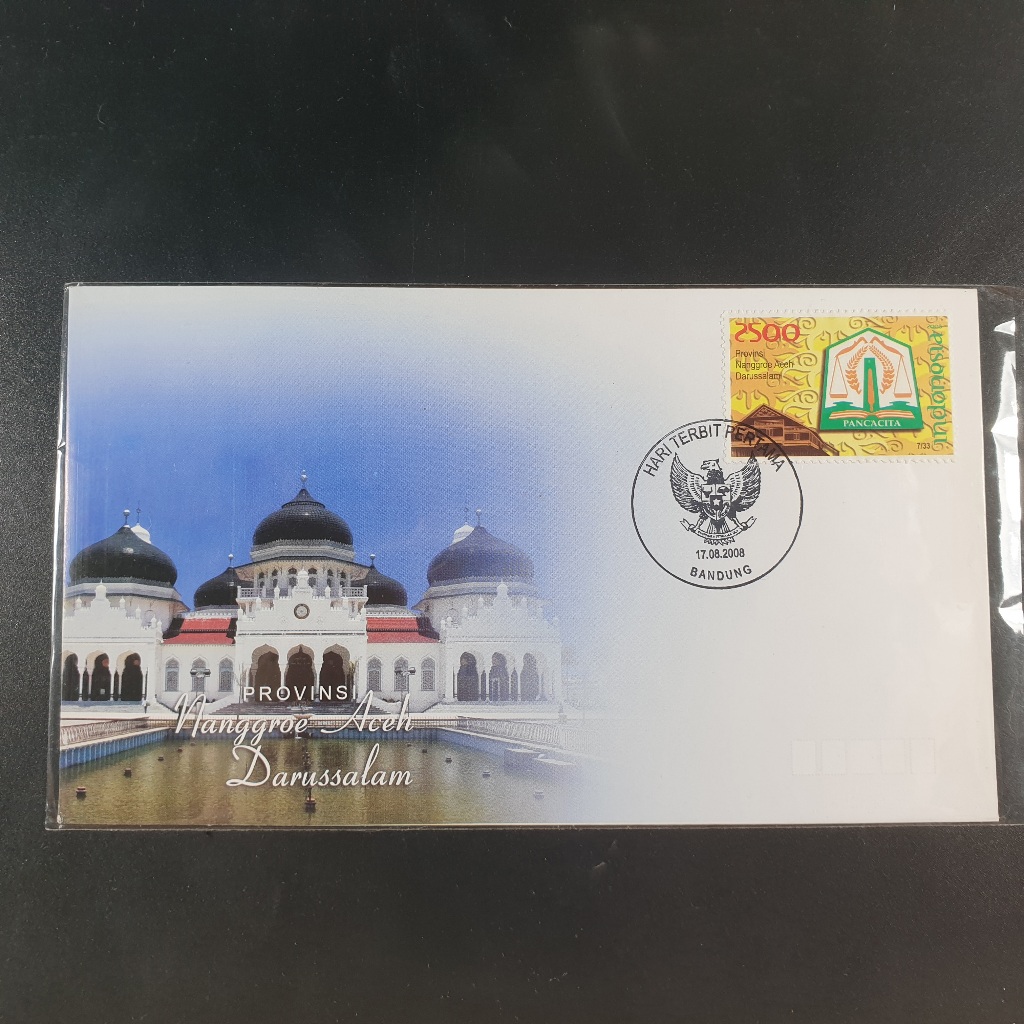 2500
Provinsi
Nanggroe Aceh
Darussalam
PANCACITA
indonesia
7/33
HARI TERBIT PERTAMA
17.08.2008
BANDUNG
PROVINSI
Nanggroe Aceh
Darussalam